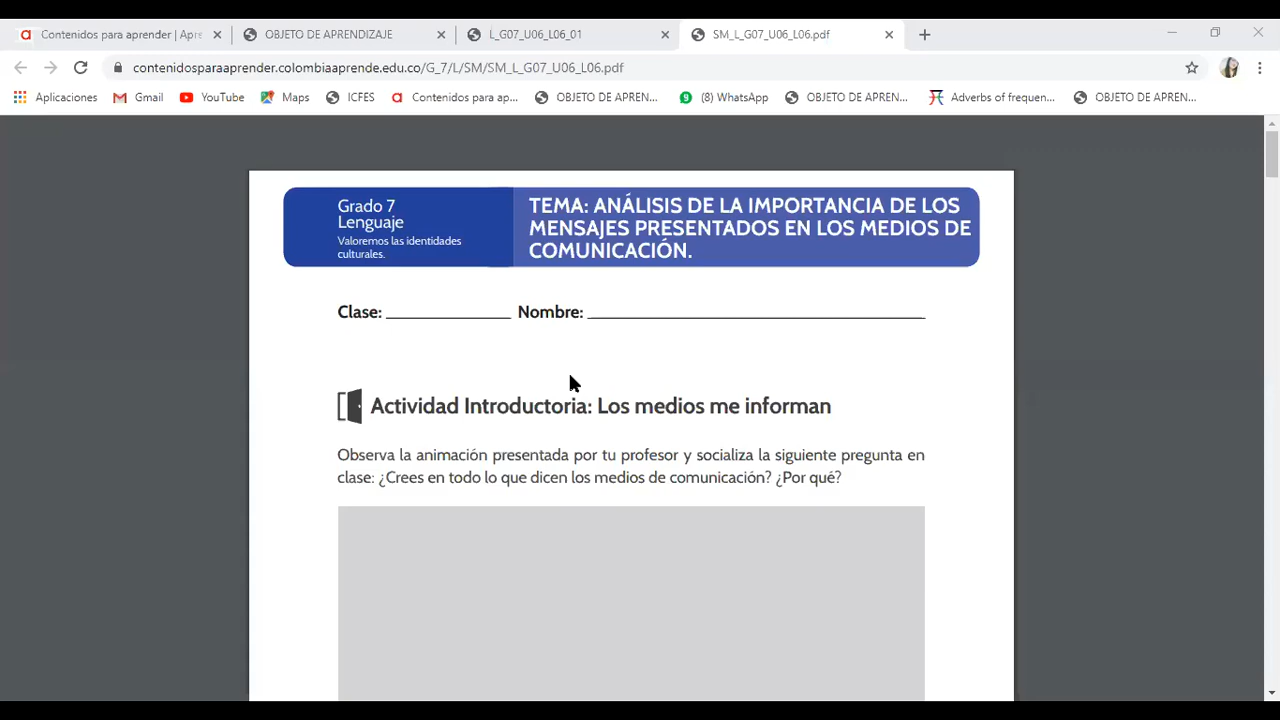 Contenidos para aprender | Apre
OBJETO DE APRENDIZAJE
L_G07_U06_L06_01
SM_L_G07_U06_L06.pdf
contenidosparaaprender.colombiaaprende.edu.co/G_7/L/SM/SM_L_G07_U06_L06.pdf
Aplicaciones
Gmail
YouTube
Maps
ICFES
Contenidos para ap...
OBJETO DE APREN...
(8) WhatsApp
OBJETO DE APREN...
Adverbs of frequen...
OBJETO DE APREN...
Grado 7
Lenguaje
Valoremos las identidades
culturales.
TEMA: ANÁLISIS DE LA IMPORTANCIA DE LOS
MENSAJES PRESENTADOS EN LOS MEDIOS DE
COMUNICACIÓN.
Clase: ____________ Nombre: ________________________________
Actividad Introductoria: Los medios me informan
Observa la animación presentada por tu profesor y socializa la siguiente pregunta en
clase: ¿Crees en todo lo que dicen los medios de comunicación? ¿Por qué?